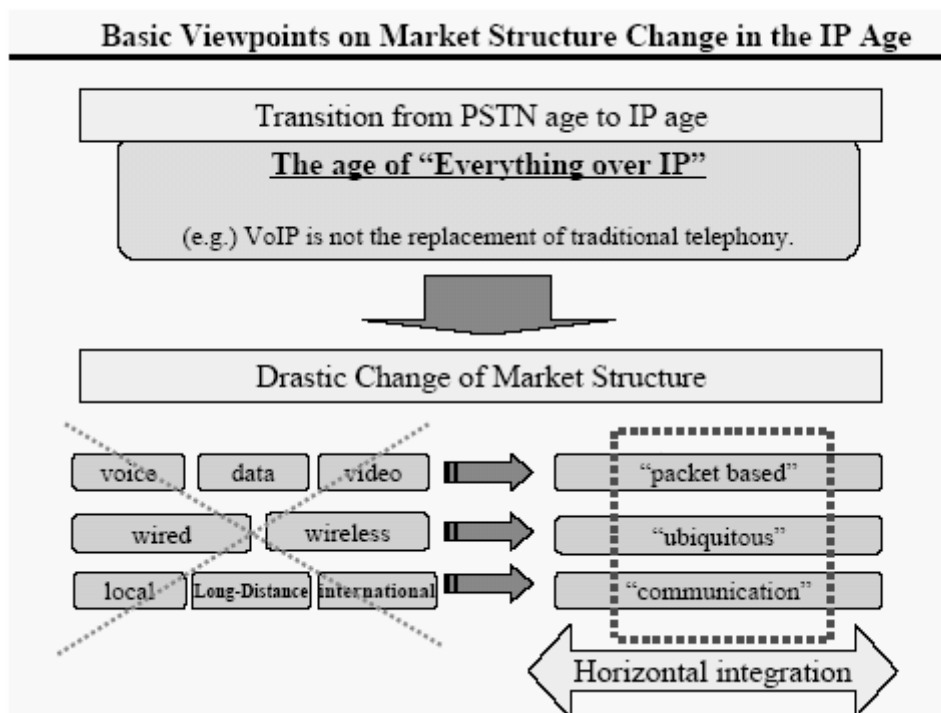 Basic Viewpoints on Market Structure Change in the IP Age
Transition from PSTN age to IP age
The age of “Everything over IP”
(e.g.) VoIP is not the replacement of traditional telephony.
Drastic Change of Market Structure
voice data video “packet based”
wired wireless “ubiquitous”
local Long-Distance international “communication”
Horizontal integration